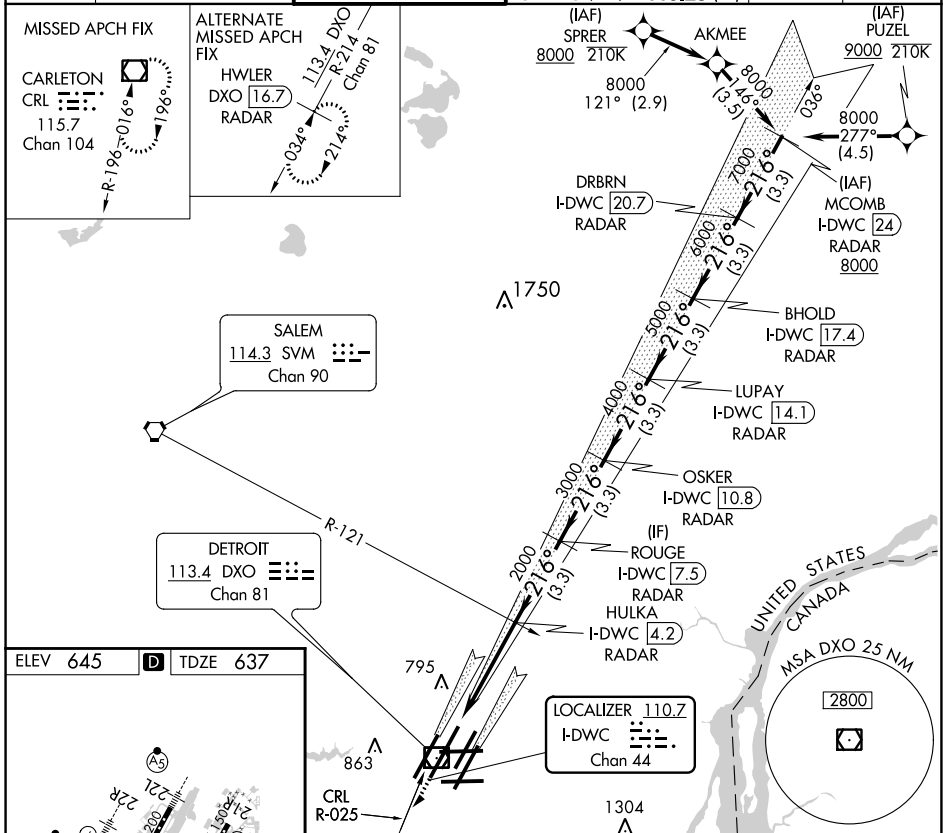 MISSED APCH FIX
CARLETON
CRL
115.7
Chan 104
R-196
016°
196°
ALTERNATE
MISSED APCH
FIX
HWLER
DXO 16.7
RADAR
113.4 DXO
R-214
Chan 81
034°
214°
(IAF)
SPRER
8000 210K
AKMEE
8000
121° (2.9)
8000
146°
(3.5)
(IAF)
PUZEL
9000 210K
036°
8000
277°
(4.5)
(IAF)
MCOMB
I-DWC 24
RADAR
8000
7000
216°
(3.3)
DRBRN
I-DWC 20.7
RADAR
6000
216°
(3.3)
1750
BHOLD
I-DWC 17.4
RADAR
5000
216°
(3.3)
LUPAY
I-DWC 14.1
RADAR
4000
216°
(3.3)
OSKER
I-DWC 10.8
RADAR
3000
216°
(3.3)
(IF)
ROUGE
I-DWC 7.5
RADAR
2000
216°
(3.3)
HULKA
I-DWC 4.2
RADAR
SALEM
114.3 SVM
Chan 90
R-121
DETROIT
113.4 DXO
Chan 81
UNITED STATES
CANADA
MSA DXO 25 NM
2800
LOCALIZER 110.7
I-DWC
Chan 44
795
863
CRL
R-025
1304
ELEV 645
D
TDZE 637
A5
22R
22L
200
150